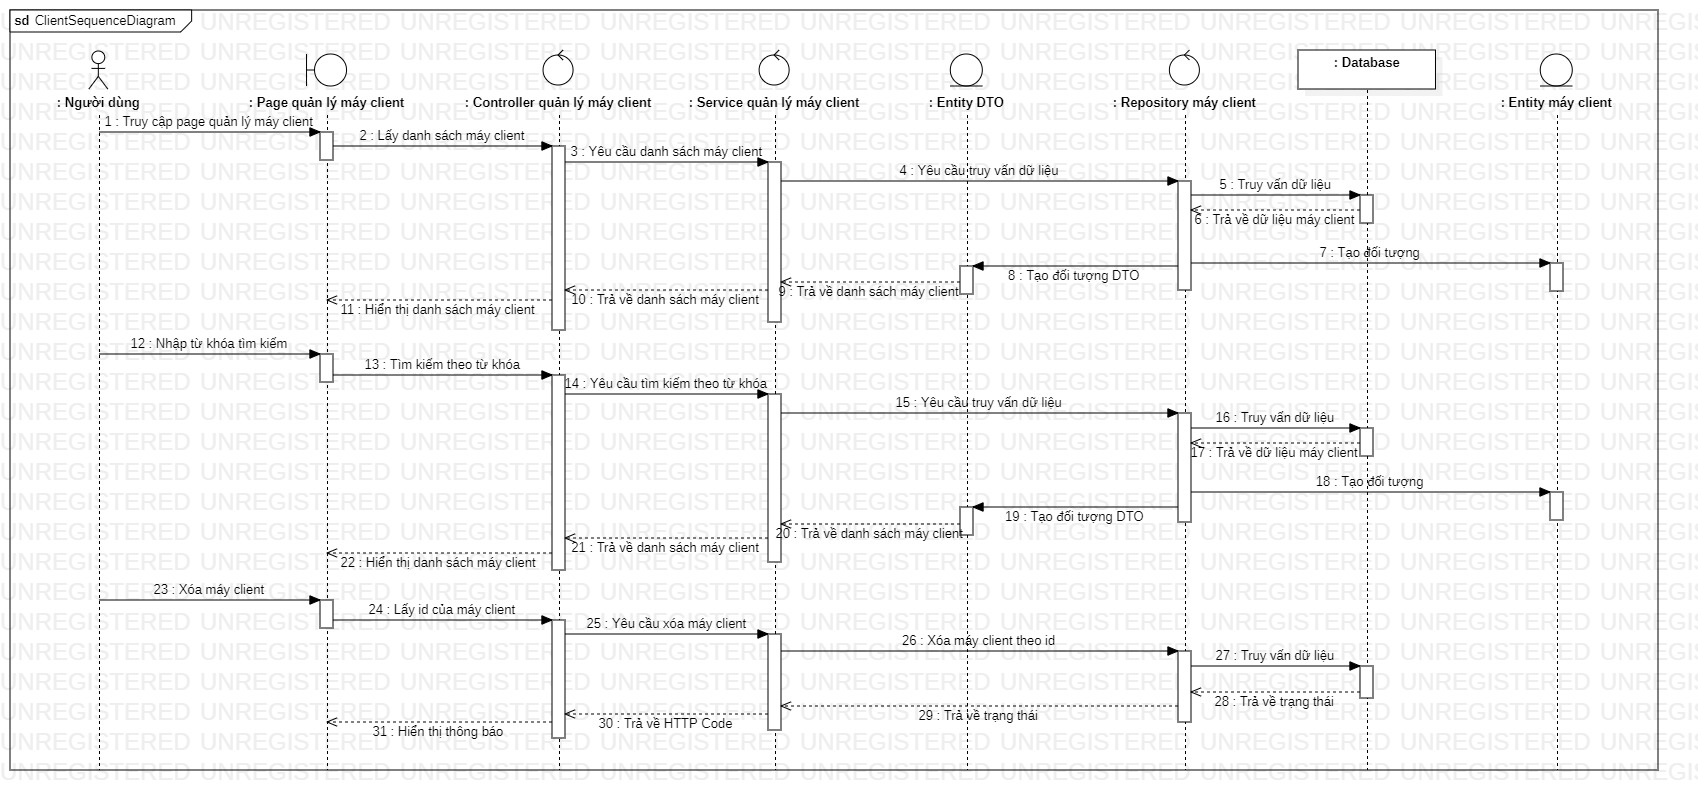 sd ClientSequenceDiagram
: Người dùng
: Page quản lý máy client
: Controller quản lý máy client
: Service quản lý máy client
: Entity DTO
: Repository máy client
: Database
: Entity máy client
1 : Truy cập page quản lý máy client
2 : Lấy danh sách máy client
3 : Yêu cầu danh sách máy client
4 : Yêu cầu truy vấn dữ liệu
5 : Truy vấn dữ liệu
6 : Trả về dữ liệu máy client
7 : Tạo đối tượng
8 : Tạo đối tượng DTO
9 : Trả về danh sách máy client
10 : Trả về danh sách máy client
11 : Hiển thị danh sách máy client
12 : Nhập từ khóa tìm kiếm
13 : Tìm kiếm theo từ khóa
14 : Yêu cầu tìm kiếm theo từ khóa
15 : Yêu cầu truy vấn dữ liệu
16 : Truy vấn dữ liệu
17 : Trả về dữ liệu máy client
18 : Tạo đối tượng
19 : Tạo đối tượng DTO
20 : Trả về danh sách máy client
21 : Trả về danh sách máy client
22 : Hiển thị danh sách máy client
23 : Xóa máy client
24 : Lấy id của máy client
25 : Yêu cầu xóa máy client
26 : Xóa máy client theo id
27 : Truy vấn dữ liệu
28 : Trả về trạng thái
29 : Trả về trạng thái
30 : Trả về HTTP Code
31 : Hiển thị thông báo
UNREGISTERED